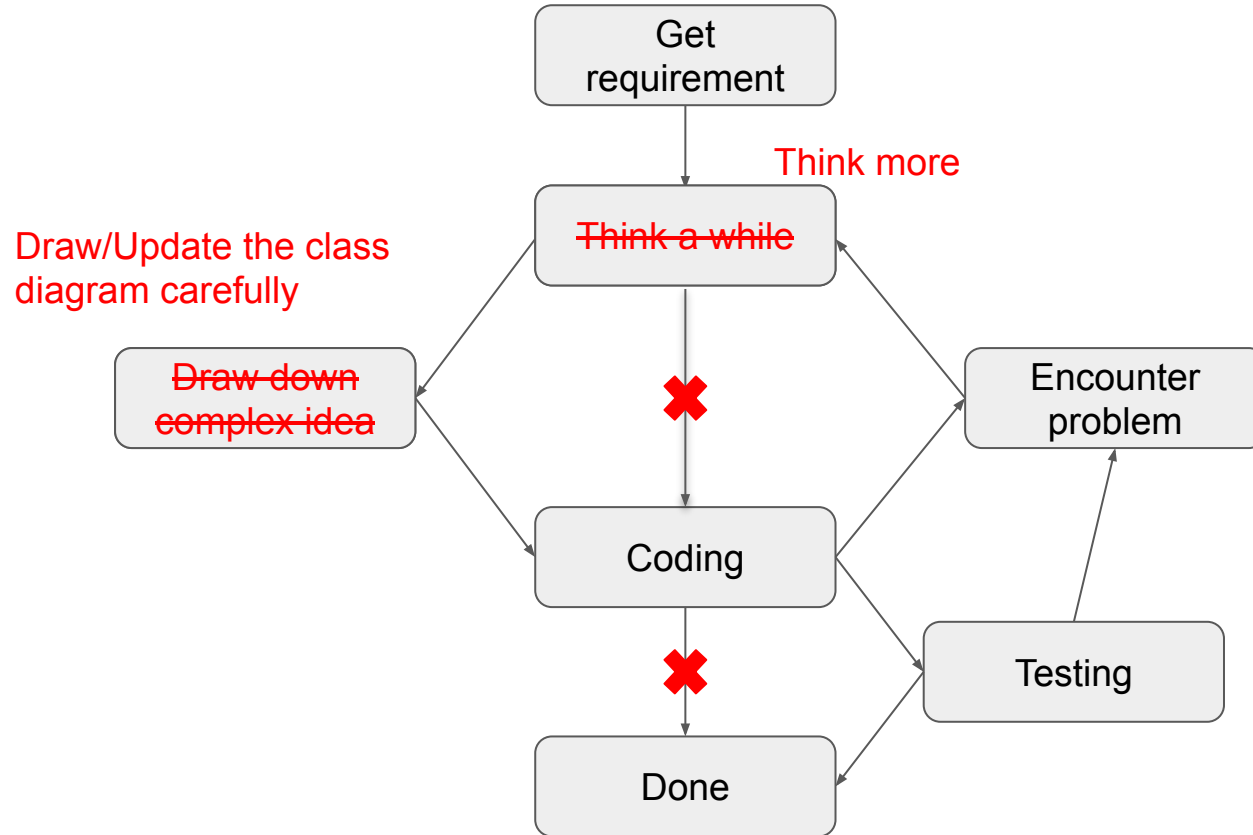 Get
requirement
Think more
Think a while
Draw/Update the class
diagram carefully
Draw down
complex idea
Encounter
problem
Coding
Testing
Done